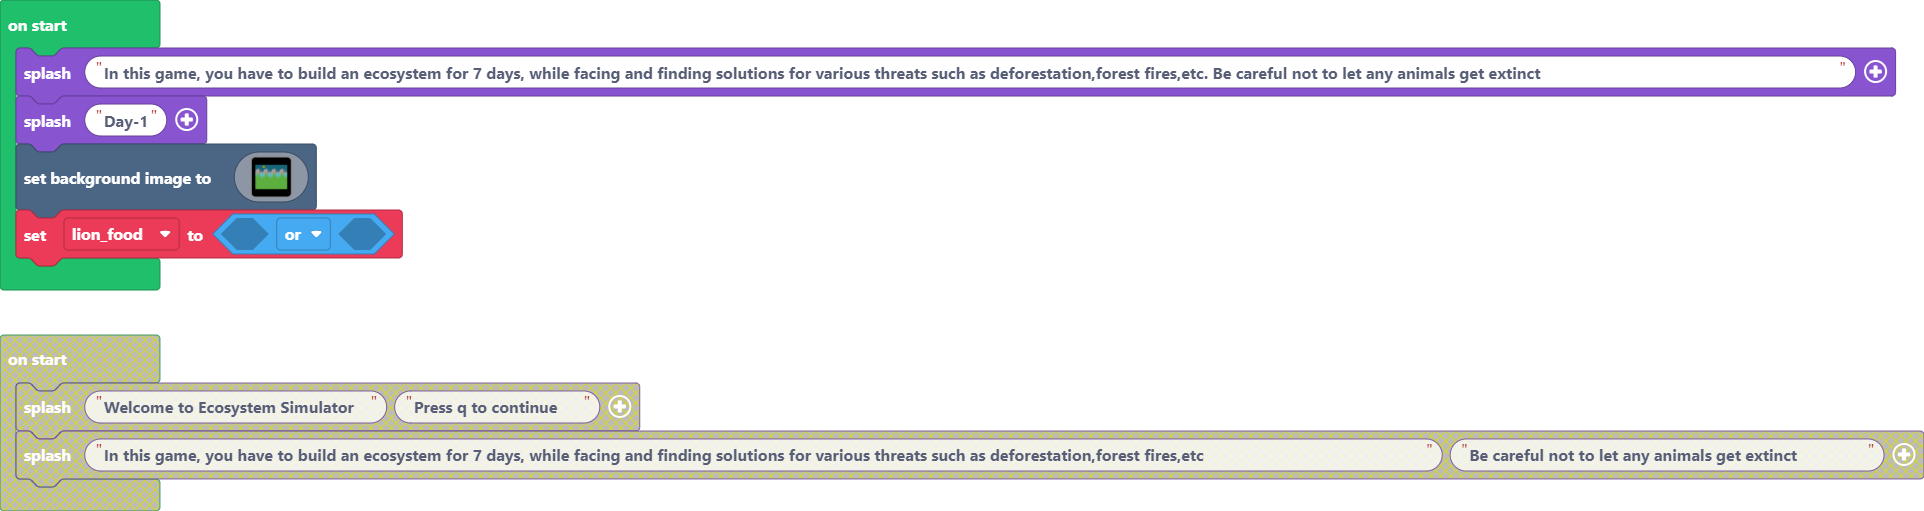 on start
splash "In this game, you have to build an ecosystem for 7 days, while facing and finding solutions for various threats such as deforestation,forest fires,etc. Be careful not to let any animals get extinct"
splash "Day-1"
set background image to
set lion_food to or
on start
splash "Welcome to Ecosystem Simulator" "Press q to continue"
splash "In this game, you have to build an ecosystem for 7 days, while facing and finding solutions for various threats such as deforestation,forest fires,etc" "Be careful not to let any animals get extinct"